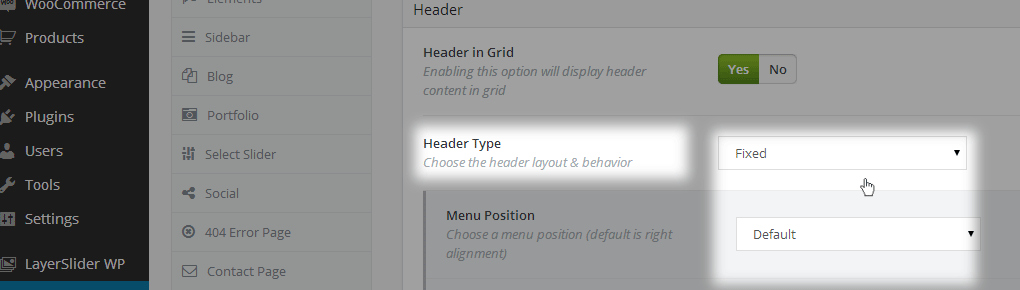 WooCommerce
Products
Appearance
Plugins
Users
Tools
Settings
LayerSlider WP
Elements
Sidebar
Blog
Portfolio
Select Slider
Social
404 Error Page
Contact Page
Header
Header in Grid
Enabling this option will display header
content in grid
Yes No
Header Type
Choose the header layout & behavior
Fixed
Menu Position
Choose a menu position (default is right
alignment)
Default